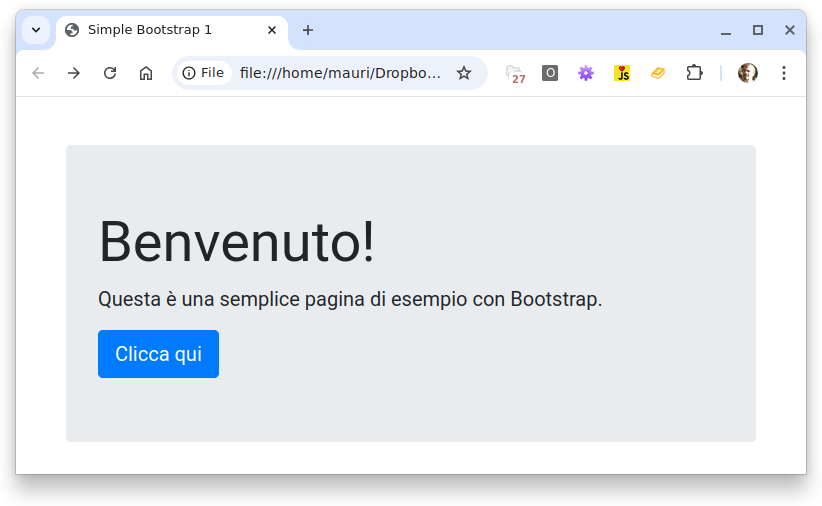 Simple Bootstrap 1
File file:///home/mauri/Dropbo...
27
O
JS
Benvenuto!
Questa è una semplice pagina di esempio con Bootstrap.
Clicca qui